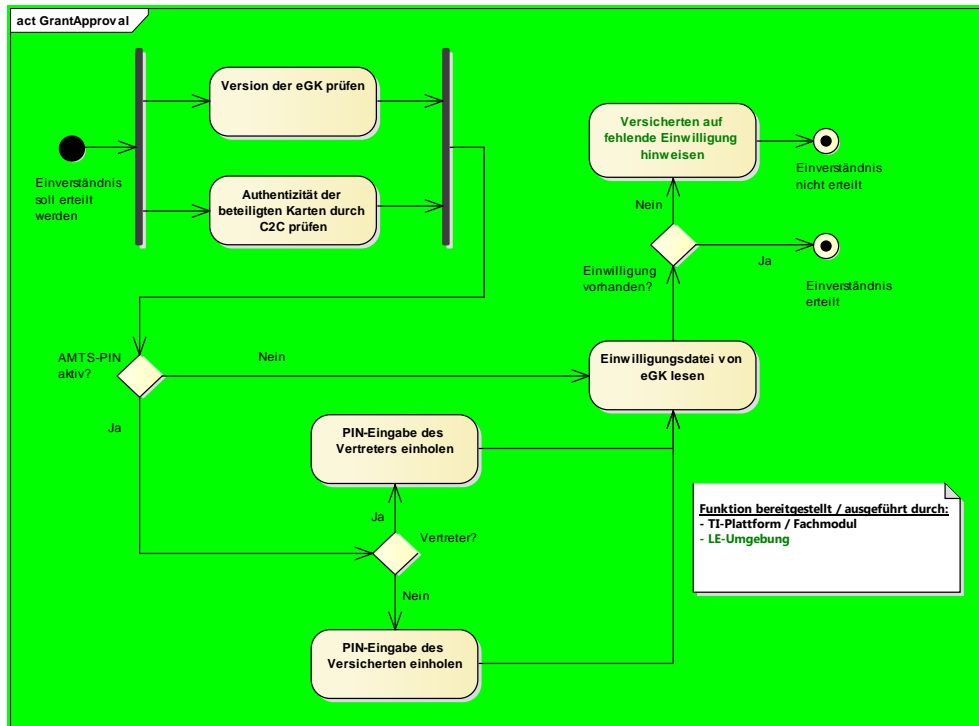 act GrantApproval
Version der eGK prüfen
Versicherten auf
fehlende Einwilligung
hinweisen
Einverständnis
soll erteilt
werden
Authentizität der
beteiligten Karten durch
C2C prüfen
Einverständnis
nicht erteilt
Nein
Ja
Einwilligung
vorhanden?
Einverständnis
erteilt
AMTS-PIN
aktiv?
Nein
Einwilligungsdatei von
eGK lesen
Ja
PIN-Eingabe des
Vertreters einholen
Ja
Vertreter?
Nein
PIN-Eingabe des
Versicherten einholen
Funktion bereitgestellt / ausgeführt durch:
- TI-Plattform / Fachmodul
- LE-Umgebung